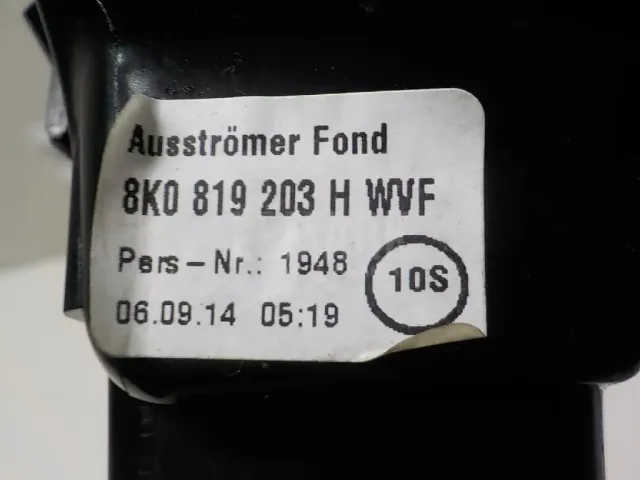 Ausströmer Fond
8K0 819 203 H WVF
Pers-Nr.: 1948
10S
06.09.14 05:19